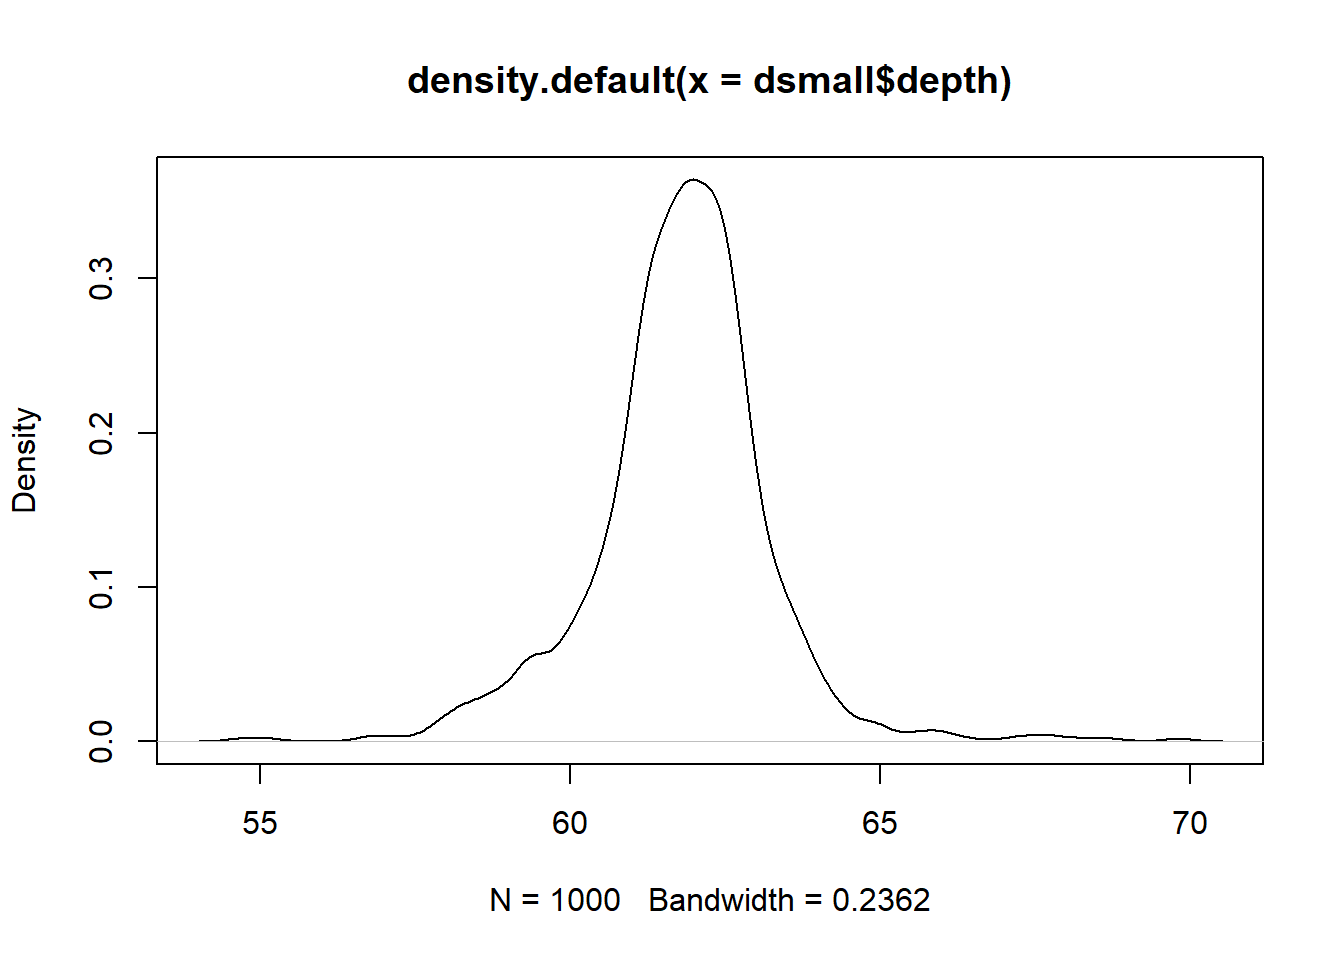 density.default(x = dsmall$depth)
Density
0.3
0.2
0.1
0.0
55 60 65 70
N = 1000 Bandwidth = 0.2362